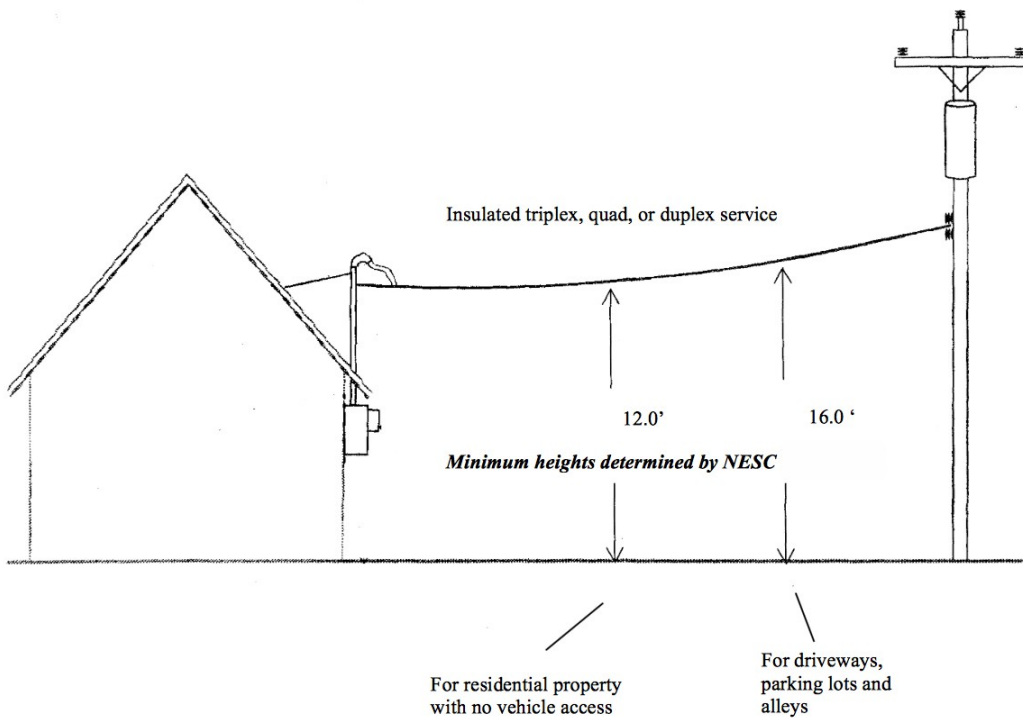 Insulated triplex, quad, or duplex service
12.0’
16.0 ‘
Minimum heights determined by NESC
For residential property
with no vehicle access
For driveways,
parking lots and
alleys